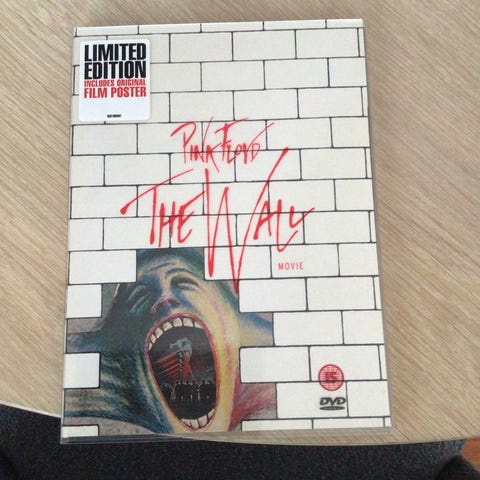 LIMITED
EDITION
INCLUDES ORIGINAL
FILM POSTER
PINK FLOYD
THE WALL
MOVIE
15
DVD